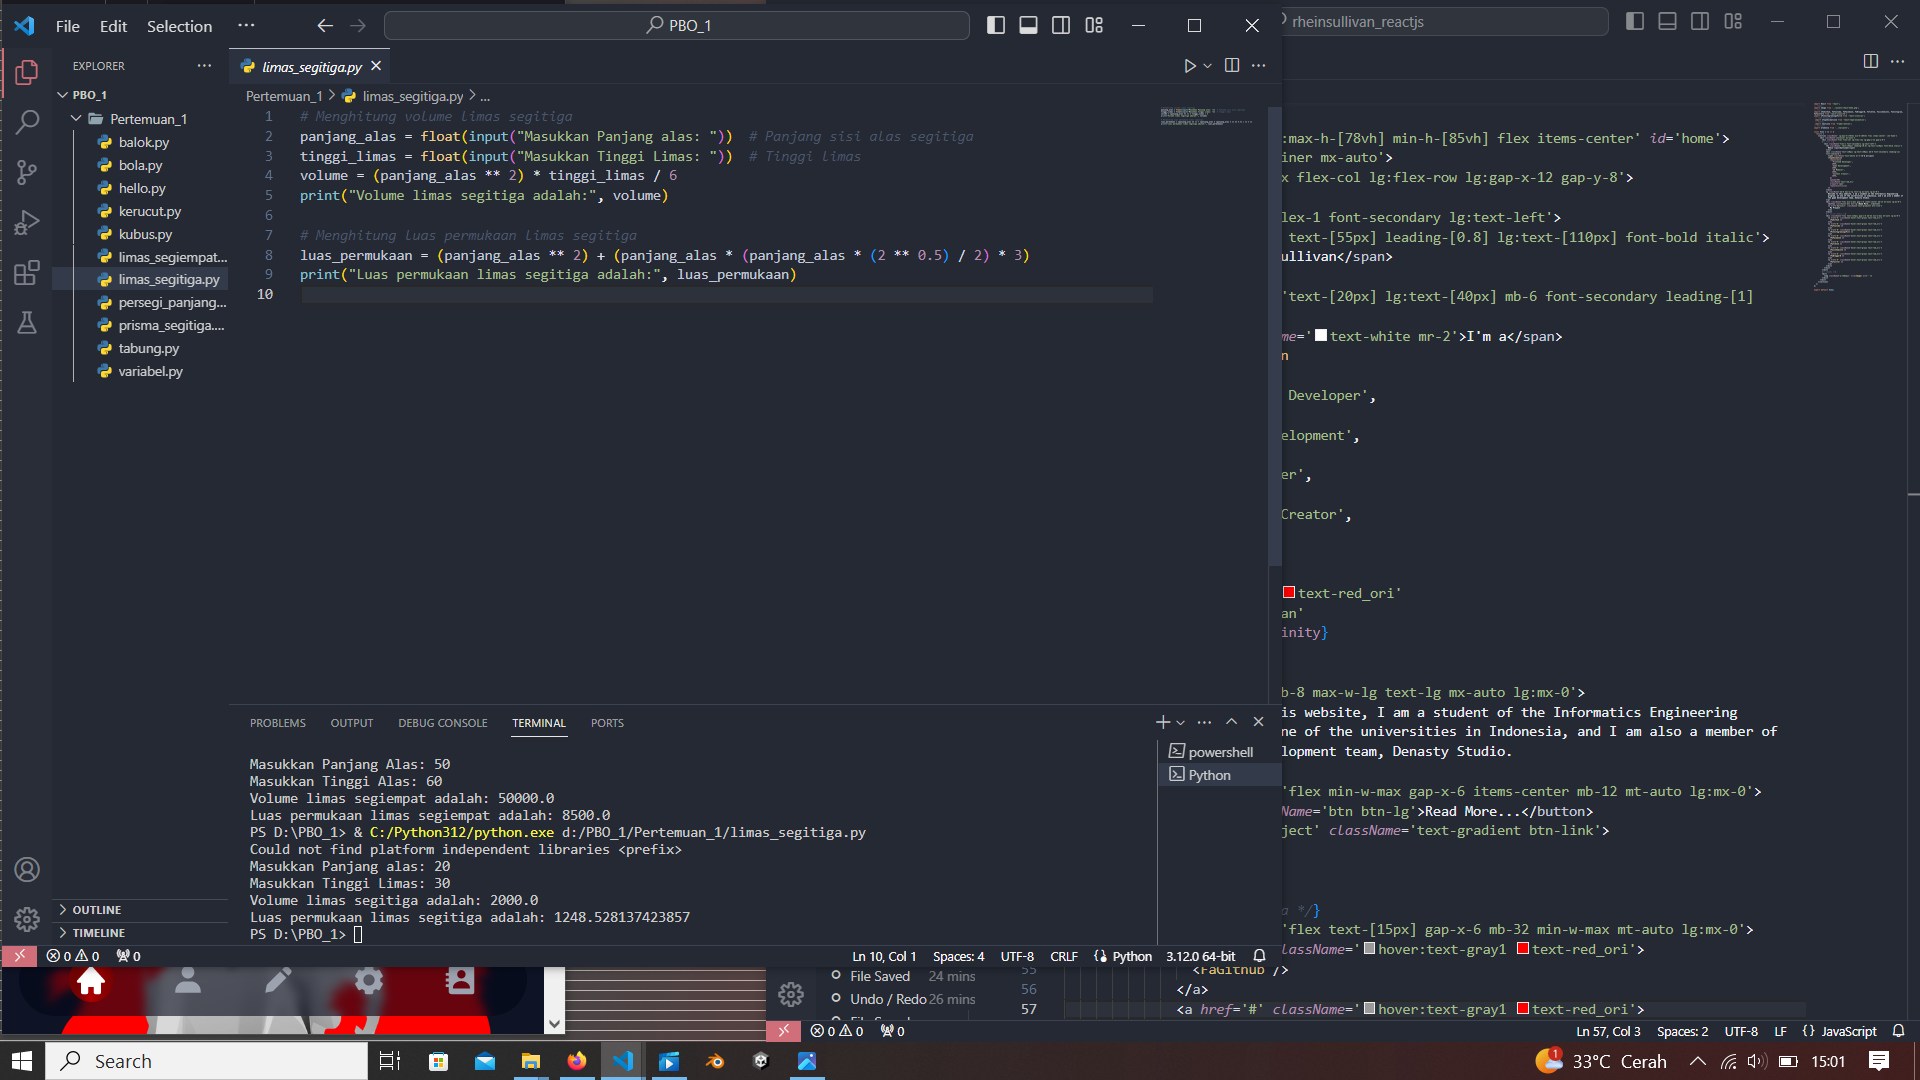 File Edit Selection ···
PBO_1
rheinsullivan_reactjs
EXPLORER
PBO_1
Pertemuan_1
balok.py
bola.py
hello.py
kerucut.py
kubus.py
limas_segiempat...
limas_segitiga.py
persegi_panjang...
prisma_segitiga....
tabung.py
variabel.py
OUTLINE
TIMELINE
limas_segitiga.py
Pertemuan_1 > limas_segitiga.py > ...
1 # Menghitung volume limas segitiga
2 panjang_alas = float(input("Masukkan Panjang alas: ")) # Panjang sisi alas segitiga
3 tinggi_limas = float(input("Masukkan Tinggi Limas: ")) # Tinggi limas
4 volume = (panjang_alas ** 2) * tinggi_limas / 6
5 print("Volume limas segitiga adalah:", volume)
6
7 # Menghitung luas permukaan limas segitiga
8 luas_permukaan = (panjang_alas ** 2) + (panjang_alas * (panjang_alas * (2 ** 0.5) / 2) * 3)
9 print("Luas permukaan limas segitiga adalah:", luas_permukaan)
10
PROBLEMS OUTPUT DEBUG CONSOLE TERMINAL PORTS
powershell
Python
Masukkan Panjang Alas: 50
Masukkan Tinggi Alas: 60
Volume limas segiempat adalah: 50000.0
Luas permukaan limas segiempat adalah: 8500.0
PS D:\PBO_1> & C:/Python312/python.exe d:/PBO_1/Pertemuan_1/limas_segitiga.py
Could not find platform independent libraries <prefix>
Masukkan Panjang alas: 20
Masukkan Tinggi Limas: 30
Volume limas segitiga adalah: 2000.0
Luas permukaan limas segitiga adalah: 1248.528137423857
PS D:\PBO_1>
0 0 0
Ln 10, Col 1 Spaces: 4 UTF-8 CRLF Python 3.12.0 64-bit
:max-h-[78vh] min-h-[85vh] flex items-center' id='home'>
iner mx-auto'>
x flex-col lg:flex-row lg:gap-x-12 gap-y-8'>
lex-1 font-secondary lg:text-left'>
text-[55px] leading-[0.8] lg:text-[110px] font-bold italic'>
ullivan</span>
'text-[20px] lg:text-[40px] mb-6 font-secondary leading-[1]
me='text-white mr-2'>I'm a</span>
n
Developer',
elopment',
er',
Creator',
text-red_ori'
an'
inity}
b-8 max-w-lg text-lg mx-auto lg:mx-0'>
is website, I am a student of the Informatics Engineering
ne of the universities in Indonesia, and I am also a member of
lopment team, Denasty Studio.
'flex min-w-max gap-x-6 items-center mb-12 mt-auto lg:mx-0'>
Name='btn btn-lg'>Read More...</button>
ject' className='text-gradient btn-link'>
a */}
'flex text-[15px] gap-x-6 mb-32 min-w-max mt-auto lg:mx-0'>
lassName='hover:text-gray1 text-red_ori'>
55 <FaGithub />
56 </a>
57 <a href='#' className='hover:text-gray1 text-red_ori'>
File Saved 24 mins
Undo / Redo 26 mins
0 0 0
Ln 57, Col 3 Spaces: 2 UTF-8 LF {} JavaScript
Search
1
33°C Cerah
15:01